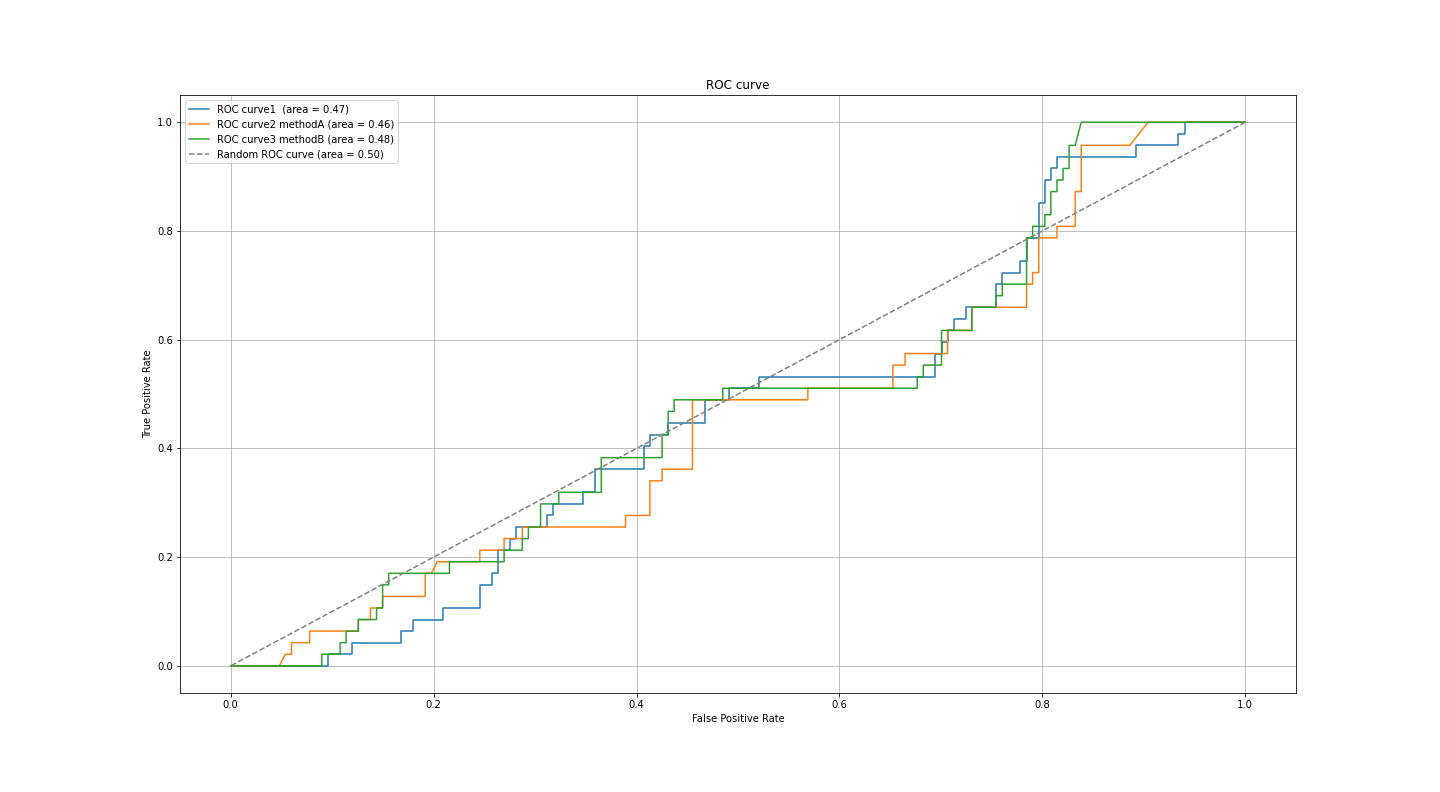 ROC curve
ROC curve1  (area = 0.47)
ROC curve2 methodA (area = 0.46)
ROC curve3 methodB (area = 0.48)
Random ROC curve (area = 0.50)
1.0
0.8
0.6
0.4
0.2
0.0
True Positive Rate
0.0 0.2 0.4 0.6 0.8 1.0
False Positive Rate